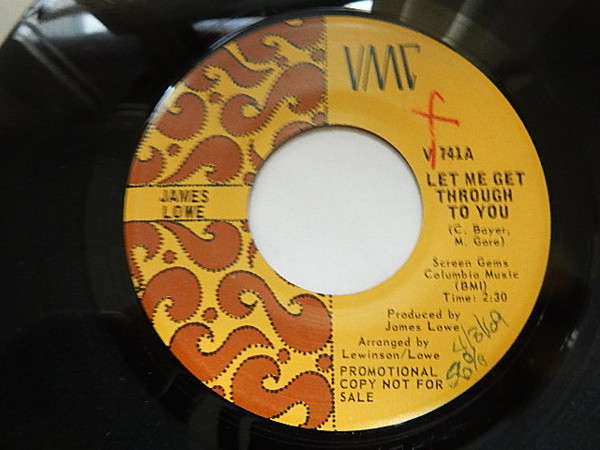 VMC
V 741A
JAMES
LOWE
LET ME GET
THROUGH
TO YOU
(C. Bayer,
M. Gore)
Screen Gems
Columbia Music
(BMI)
Time: 2:30
Produced by
James Lowe
Arranged by
Lewinson/Lowe
PROMOTIONAL
COPY NOT FOR
SALE